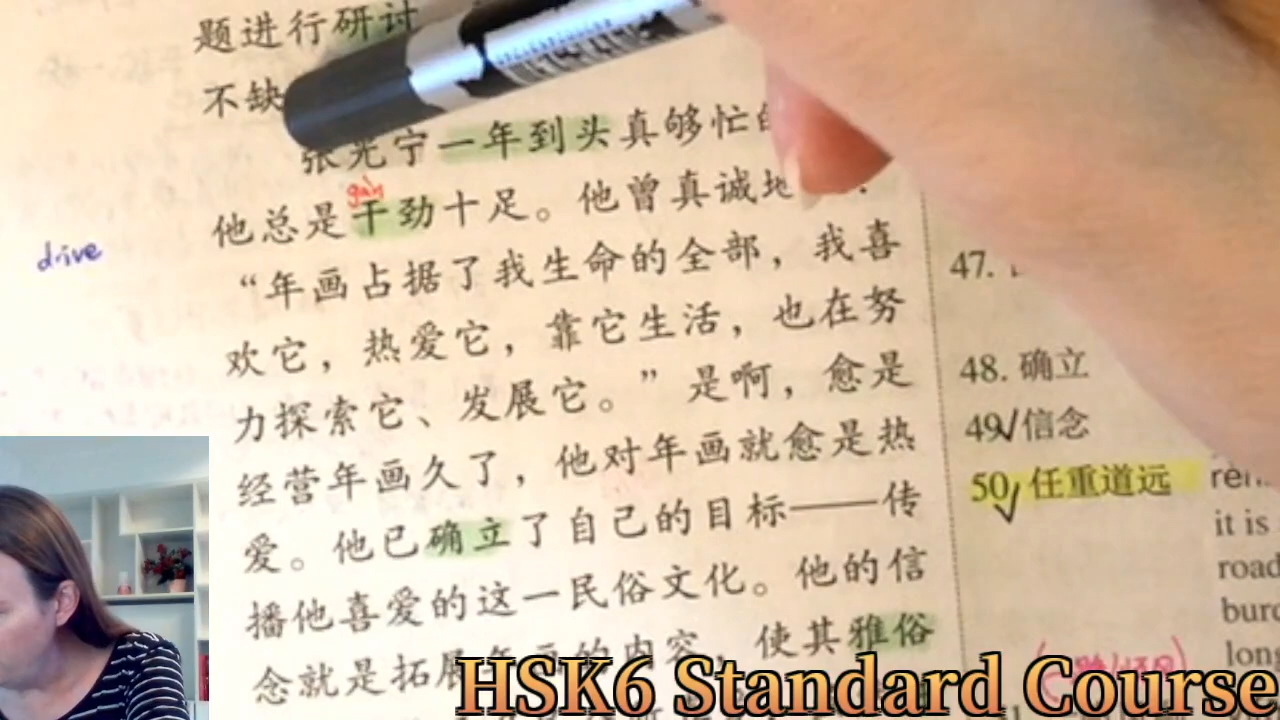 题进行研讨
不缺
张光宁一年到头真够忙的
gàn
他总是干劲十足。他曾真诚地
drive
“年画占据了我生命的全部，我喜
欢它，热爱它，靠它生活，也在努
力探索它、发展它。”是啊，愈是
经营年画久了，他对年画就愈是热
爱。他已确立了自己的目标——传
播他喜爱的这一民俗文化。他的信
念就是拓展年画的内容，使其雅俗
47.
48. 确立
49. 信念
50. 任重道远
it is
road
burd
long
HSK6 Standard Course